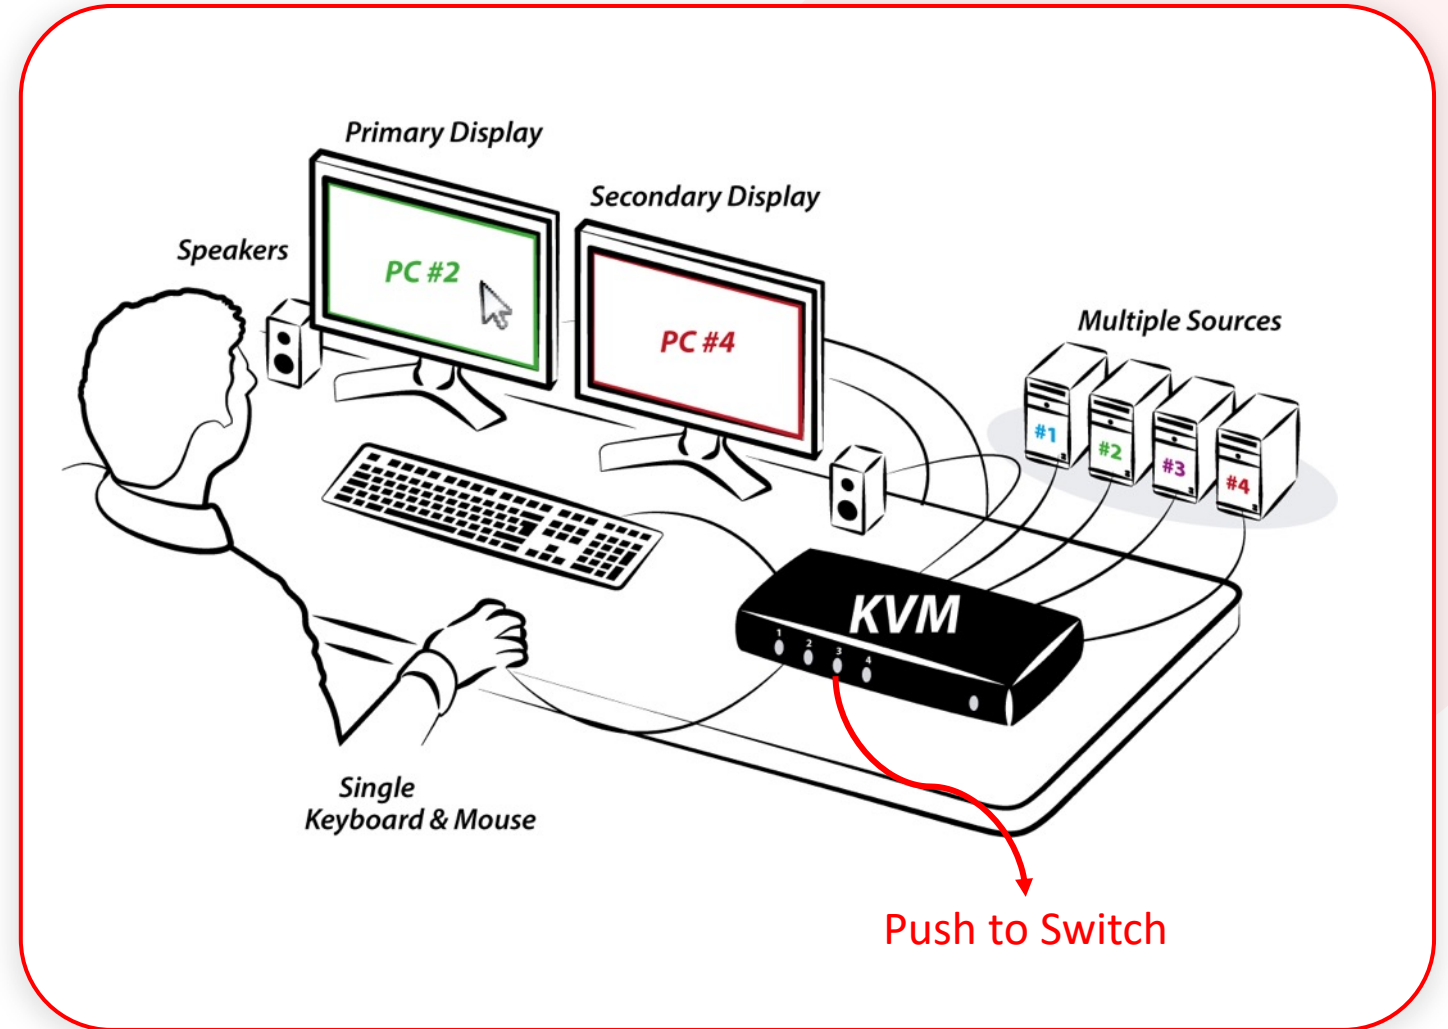 Primary Display
Secondary Display
Speakers
PC #2
PC #4
Multiple Sources
#1
#2
#3
#4
KVM
1
2
3
4
Single
Keyboard & Mouse
Push to Switch